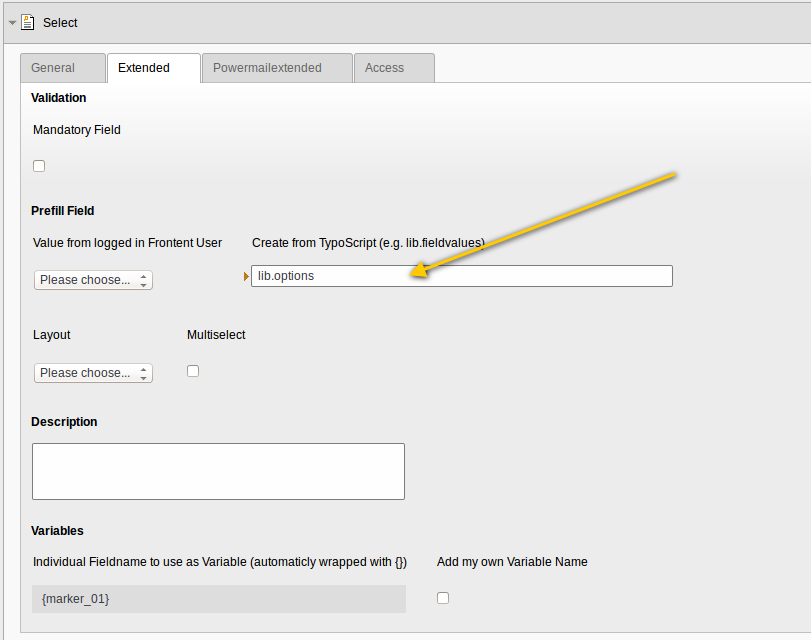 Select
General Extended Powermailextended Access
Validation
Mandatory Field
Prefill Field
Value from logged in Frontent User Create from TypoScript (e.g. lib.fieldvalues)
Please choose... lib.options
Layout Multiselect
Please choose...
Description
Variables
Individual Fieldname to use as Variable (automaticly wrapped with {}) Add my own Variable Name
{marker_01}